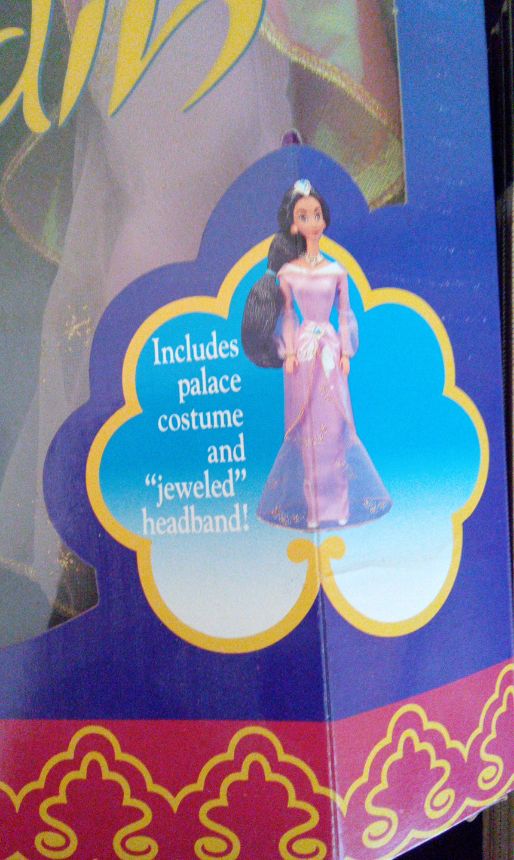 Includes
palace
costume
and
“jeweled”
headband!